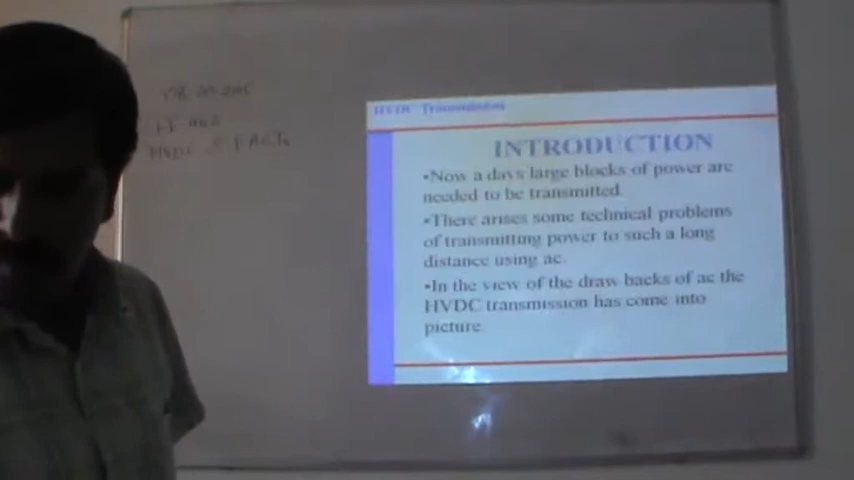 HVDC Transmission
INTRODUCTION
•Now a days large blocks of power are
needed to be transmitted.
•There arises some technical problems
of transmitting power to such a long
distance using ac.
•In the view of the draw backs of ac the
HVDC transmission has come into
picture.
HVDC & FACTs